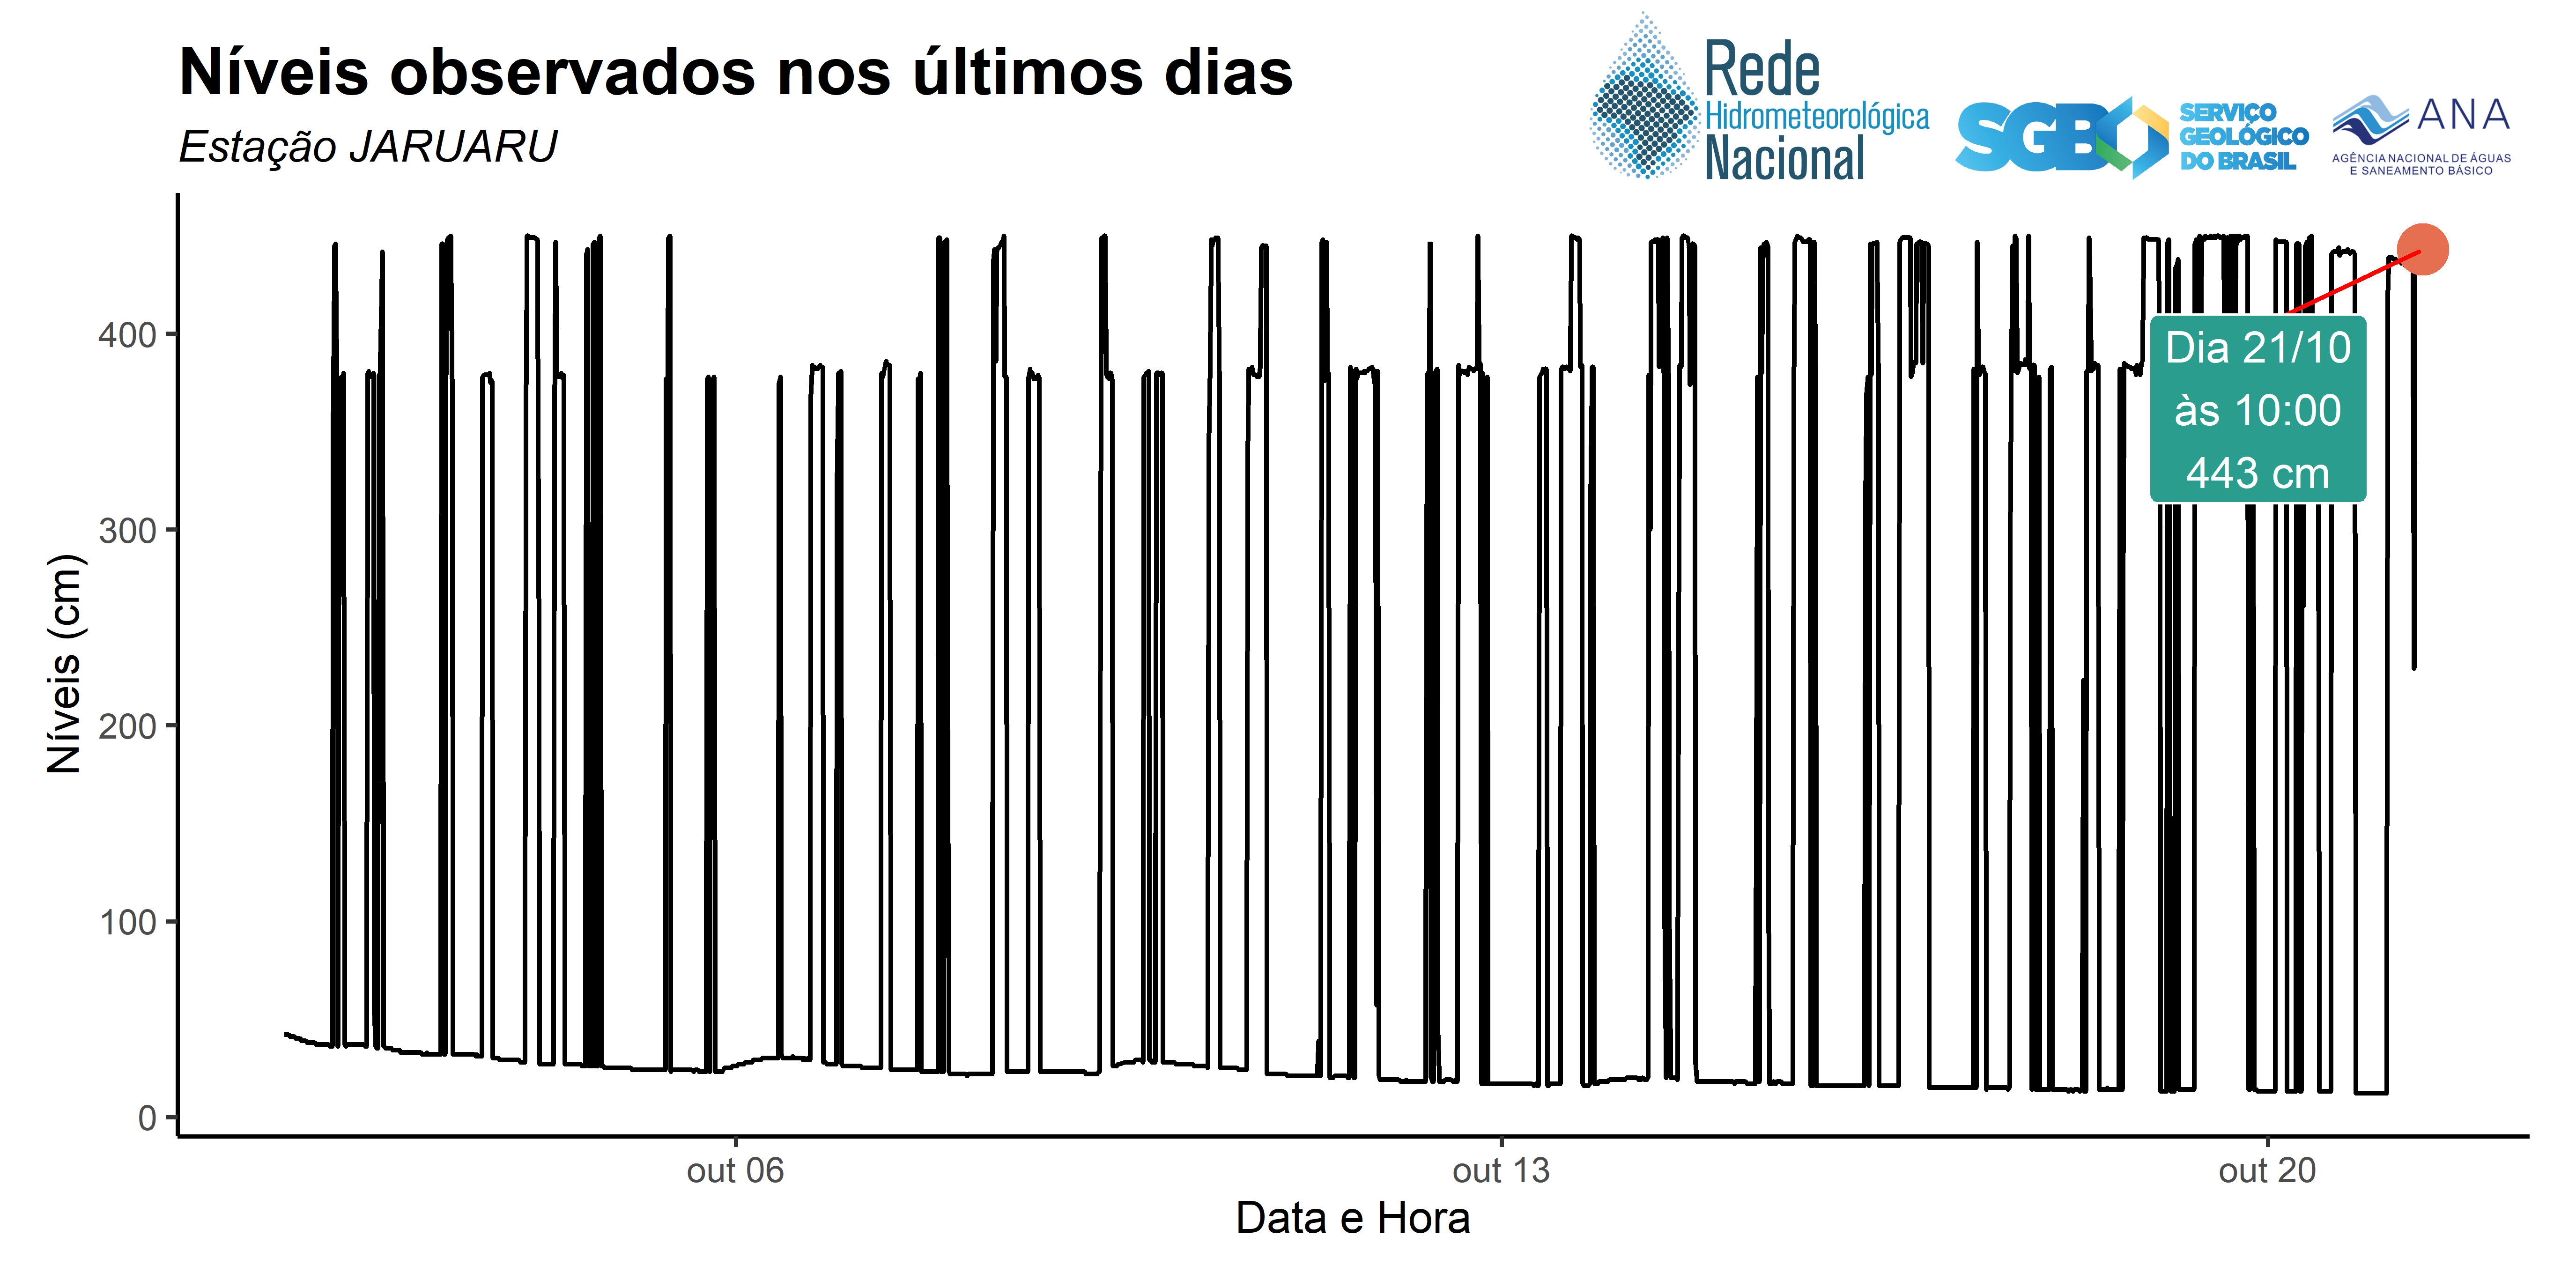 Níveis observados nos últimos dias
Estação JARUARU
Rede
Hidrometeorológica
Nacional
SGB
SERVIÇO
GEOLÓGICO
DO BRASIL
ANA
AGÊNCIA NACIONAL DE ÁGUAS
E SANEAMENTO BÁSICO
Níveis (cm)
400
300
200
100
0
Dia 21/10
às 10:00
443 cm
out 06
out 13
out 20
Data e Hora